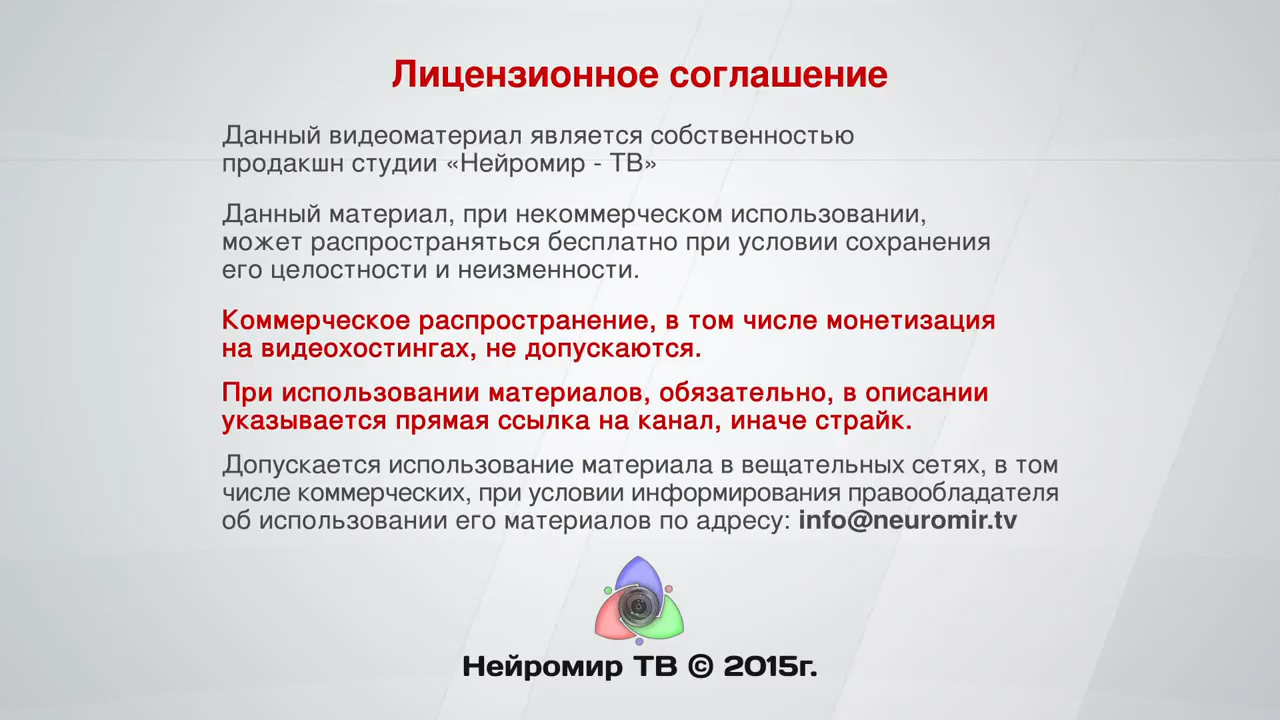 Лицензионное соглашение
Данный видеоматериал является собственностью
продакшн студии «Нейромир - ТВ»
Данный материал, при некоммерческом использовании,
может распространяться бесплатно при условии сохранения
его целостности и неизменности.
Коммерческое распространение, в том числе монетизация
на видеохостингах, не допускаются.
При использовании материалов, обязательно, в описании
указывается прямая ссылка на канал, иначе страйк.
Допускается использование материала в вещательных сетях, в том
числе коммерческих, при условии информирования правообладателя
об использовании его материалов по адресу: info@neuromir.tv
Нейромир ТВ © 2015г.